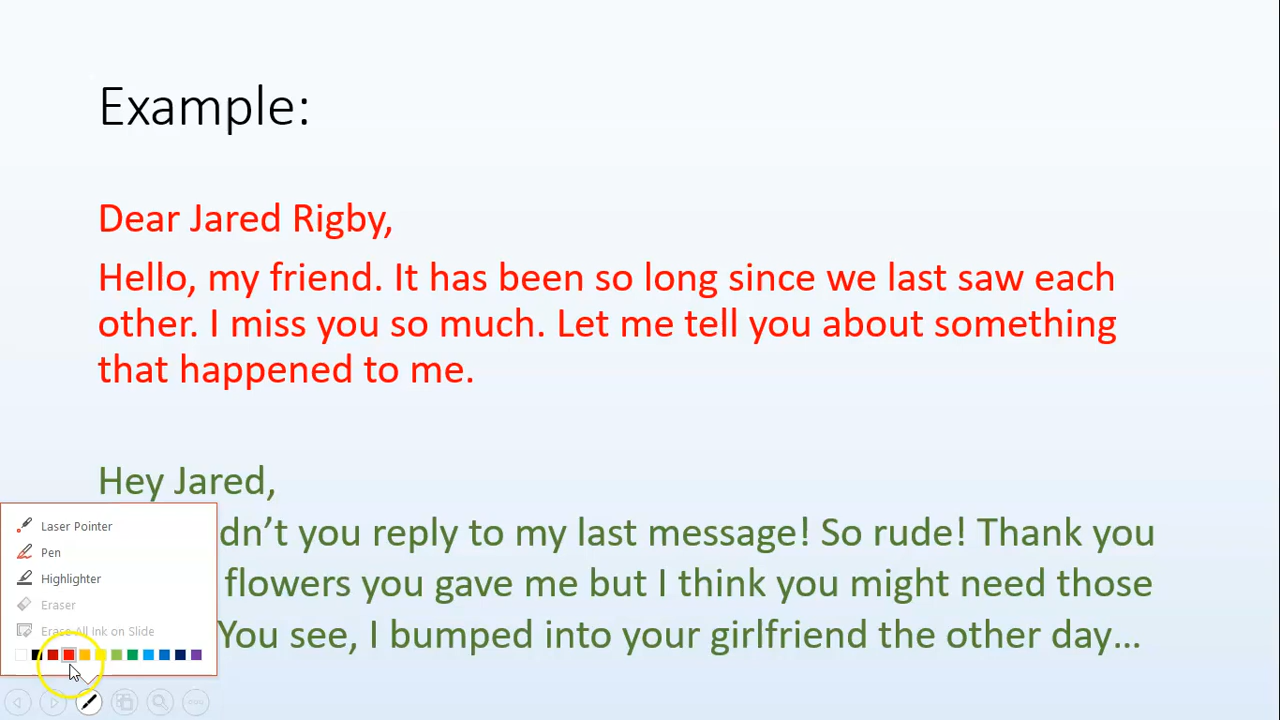 Example:
Dear Jared Rigby,
Hello, my friend. It has been so long since we last saw each
other. I miss you so much. Let me tell you about something
that happened to me.
Hey Jared,
dn’t you reply to my last message! So rude! Thank you
flowers you gave me but I think you might need those
You see, I bumped into your girlfriend the other day…
Laser Pointer
Pen
Highlighter
Eraser
Erase All Ink on Slide